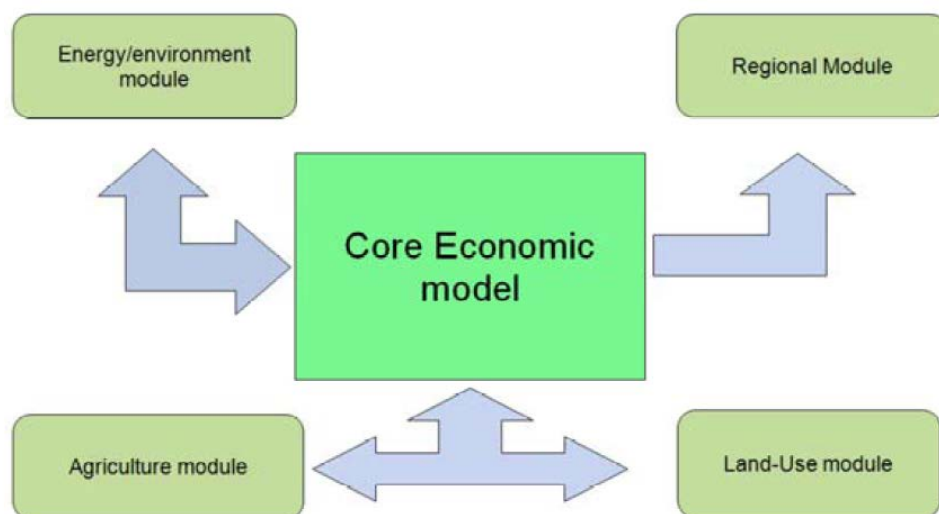 Energy/environment
module
Regional Module
Core Economic
model
Agriculture module
Land-Use module